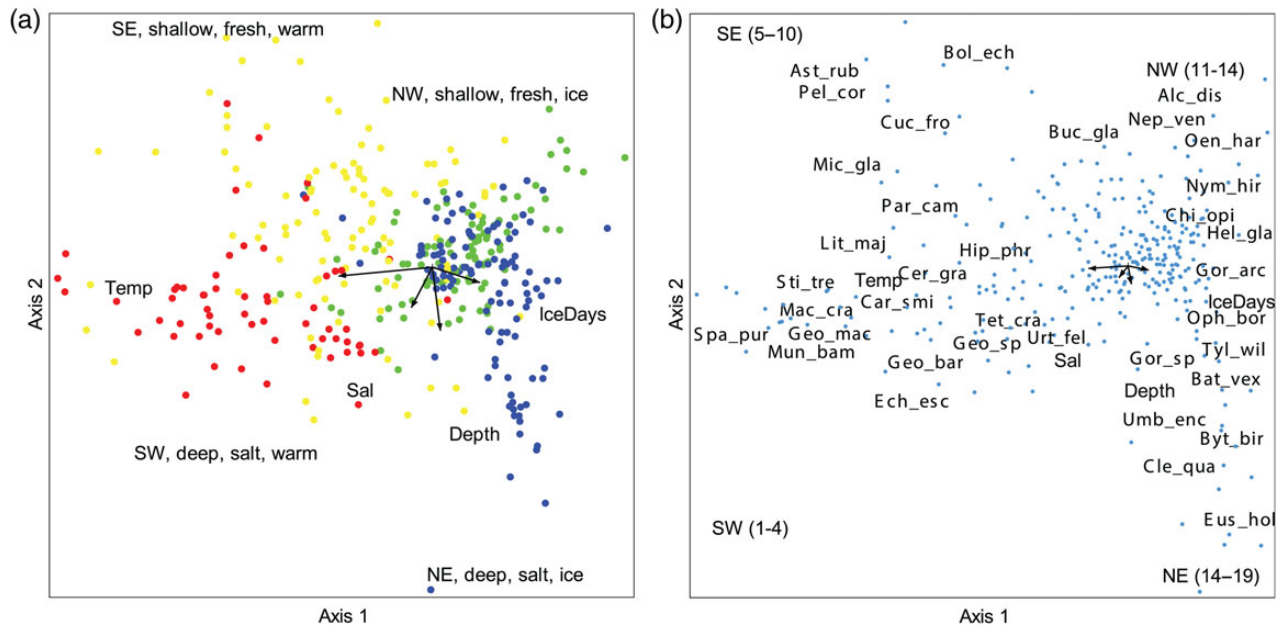 (a)
SE, shallow, fresh, warm
NW, shallow, fresh, ice
Temp
IceDays
Sal
Depth
SW, deep, salt, warm
NE, deep, salt, ice
Axis 2
Axis 1
(b)
SE (5–10)
Bol_ech
Ast_rub
NW (11-14)
Pel_cor
Alc_dis
Cuc_fro
Nep_ven
Buc_gla
Oen_har
Mic_gla
Nym_hir
Par_cam
Chi_opi
Hel_gla
Lit_maj
Hip_phr
Sti_tre
Temp
Cer_gra
Gor_arc
Mac_cra
Car_smi
IceDays
Spa_pur
Geo_mac
Tet_cra
Oph_bor
Mun_bam
Geo_sp
Urt_fel
Tyl_wil
Geo_bar
Sal
Gor_sp
Bat_vex
Ech_esc
Depth
Umb_enc
Byt_bir
Cle_qua
Eus_hol
SW (1-4)
NE (14–19)
Axis 2
Axis 1